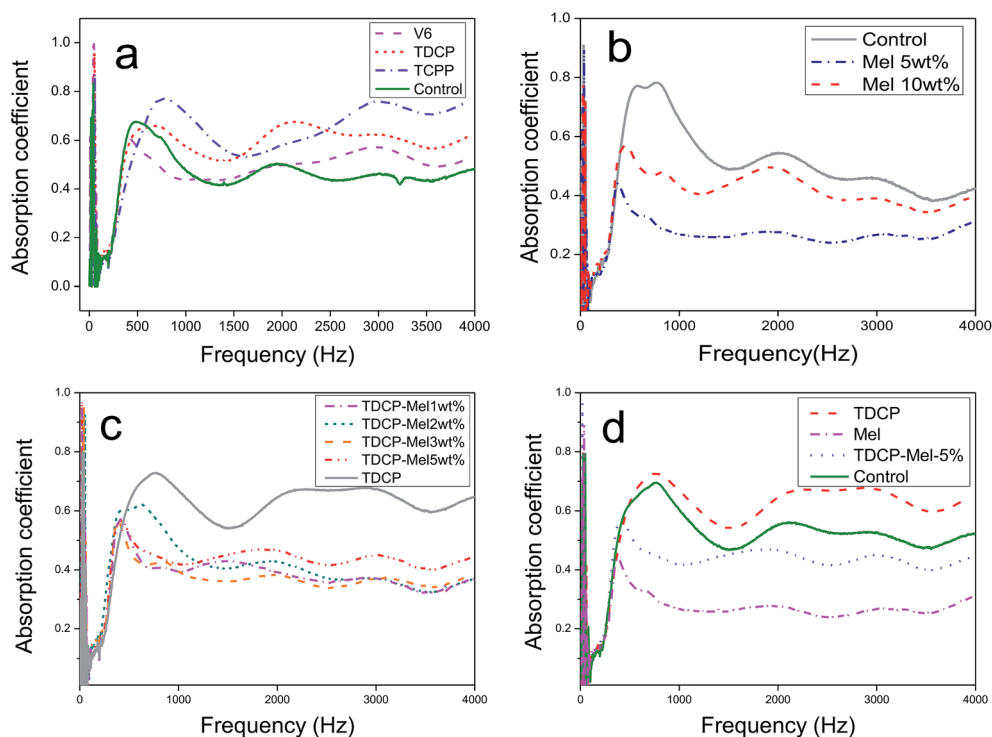 a
V6
TDCP
TCPP
Control
1.0
0.8
0.6
0.4
0.2
0.0
Absorption coefficient
0 500 1000 1500 2000 2500 3000 3500 4000
Frequency (Hz)
b
Control
Mel 5wt%
Mel 10wt%
1.0
0.8
0.6
0.4
0.2
Absorption coefficient
0 1000 2000 3000 4000
Frequency(Hz)
c
TDCP-Mel1wt%
TDCP-Mel2wt%
TDCP-Mel3wt%
TDCP-Mel5wt%
TDCP
1.0
0.8
0.6
0.4
0.2
Absorption coefficient
0 1000 2000 3000 4000
Frequency (Hz)
d
TDCP
Mel
TDCP-Mel-5%
Control
1.0
0.8
0.6
0.4
0.2
Absorption coefficient
0 1000 2000 3000 4000
Frequency (Hz)